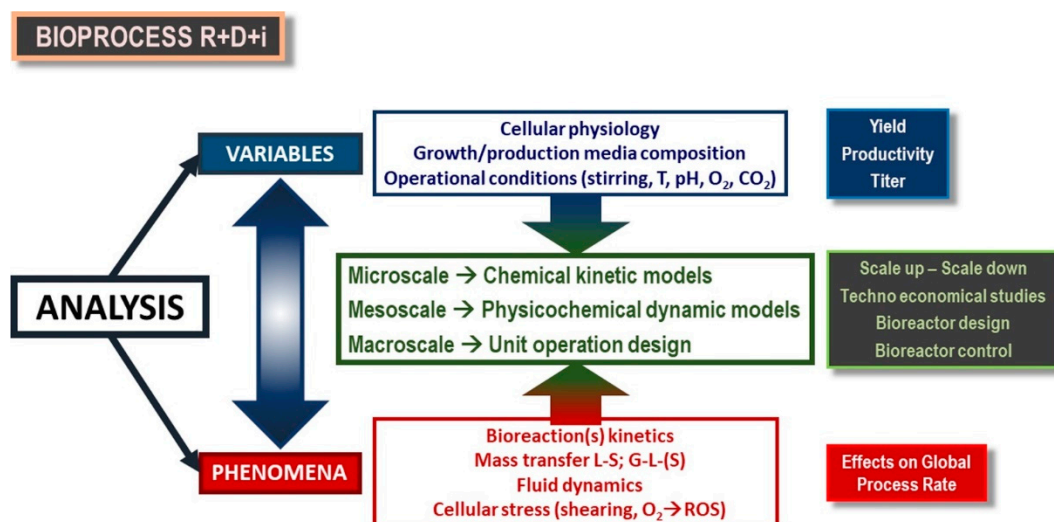 BIOPROCESS R+D+i
VARIABLES
Cellular physiology
Growth/production media composition
Operational conditions (stirring, T, pH, O₂, CO₂)
Yield
Productivity
Titer
ANALYSIS
Microscale → Chemical kinetic models
Mesoscale → Physicochemical dynamic models
Macroscale → Unit operation design
Scale up – Scale down
Techno economical studies
Bioreactor design
Bioreactor control
PHENOMENA
Bioreaction(s) kinetics
Mass transfer L-S; G-L-(S)
Fluid dynamics
Cellular stress (shearing, O₂→ROS)
Effects on Global
Process Rate